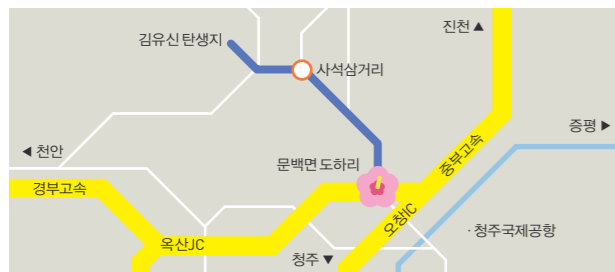 진천 ▲
김유신 탄생지
사석삼거리
증평 ▶
◀ 천안
중부고속
문백면 도하리
경부고속
오창IC
· 청주국제공항
옥산JC
청주 ▼